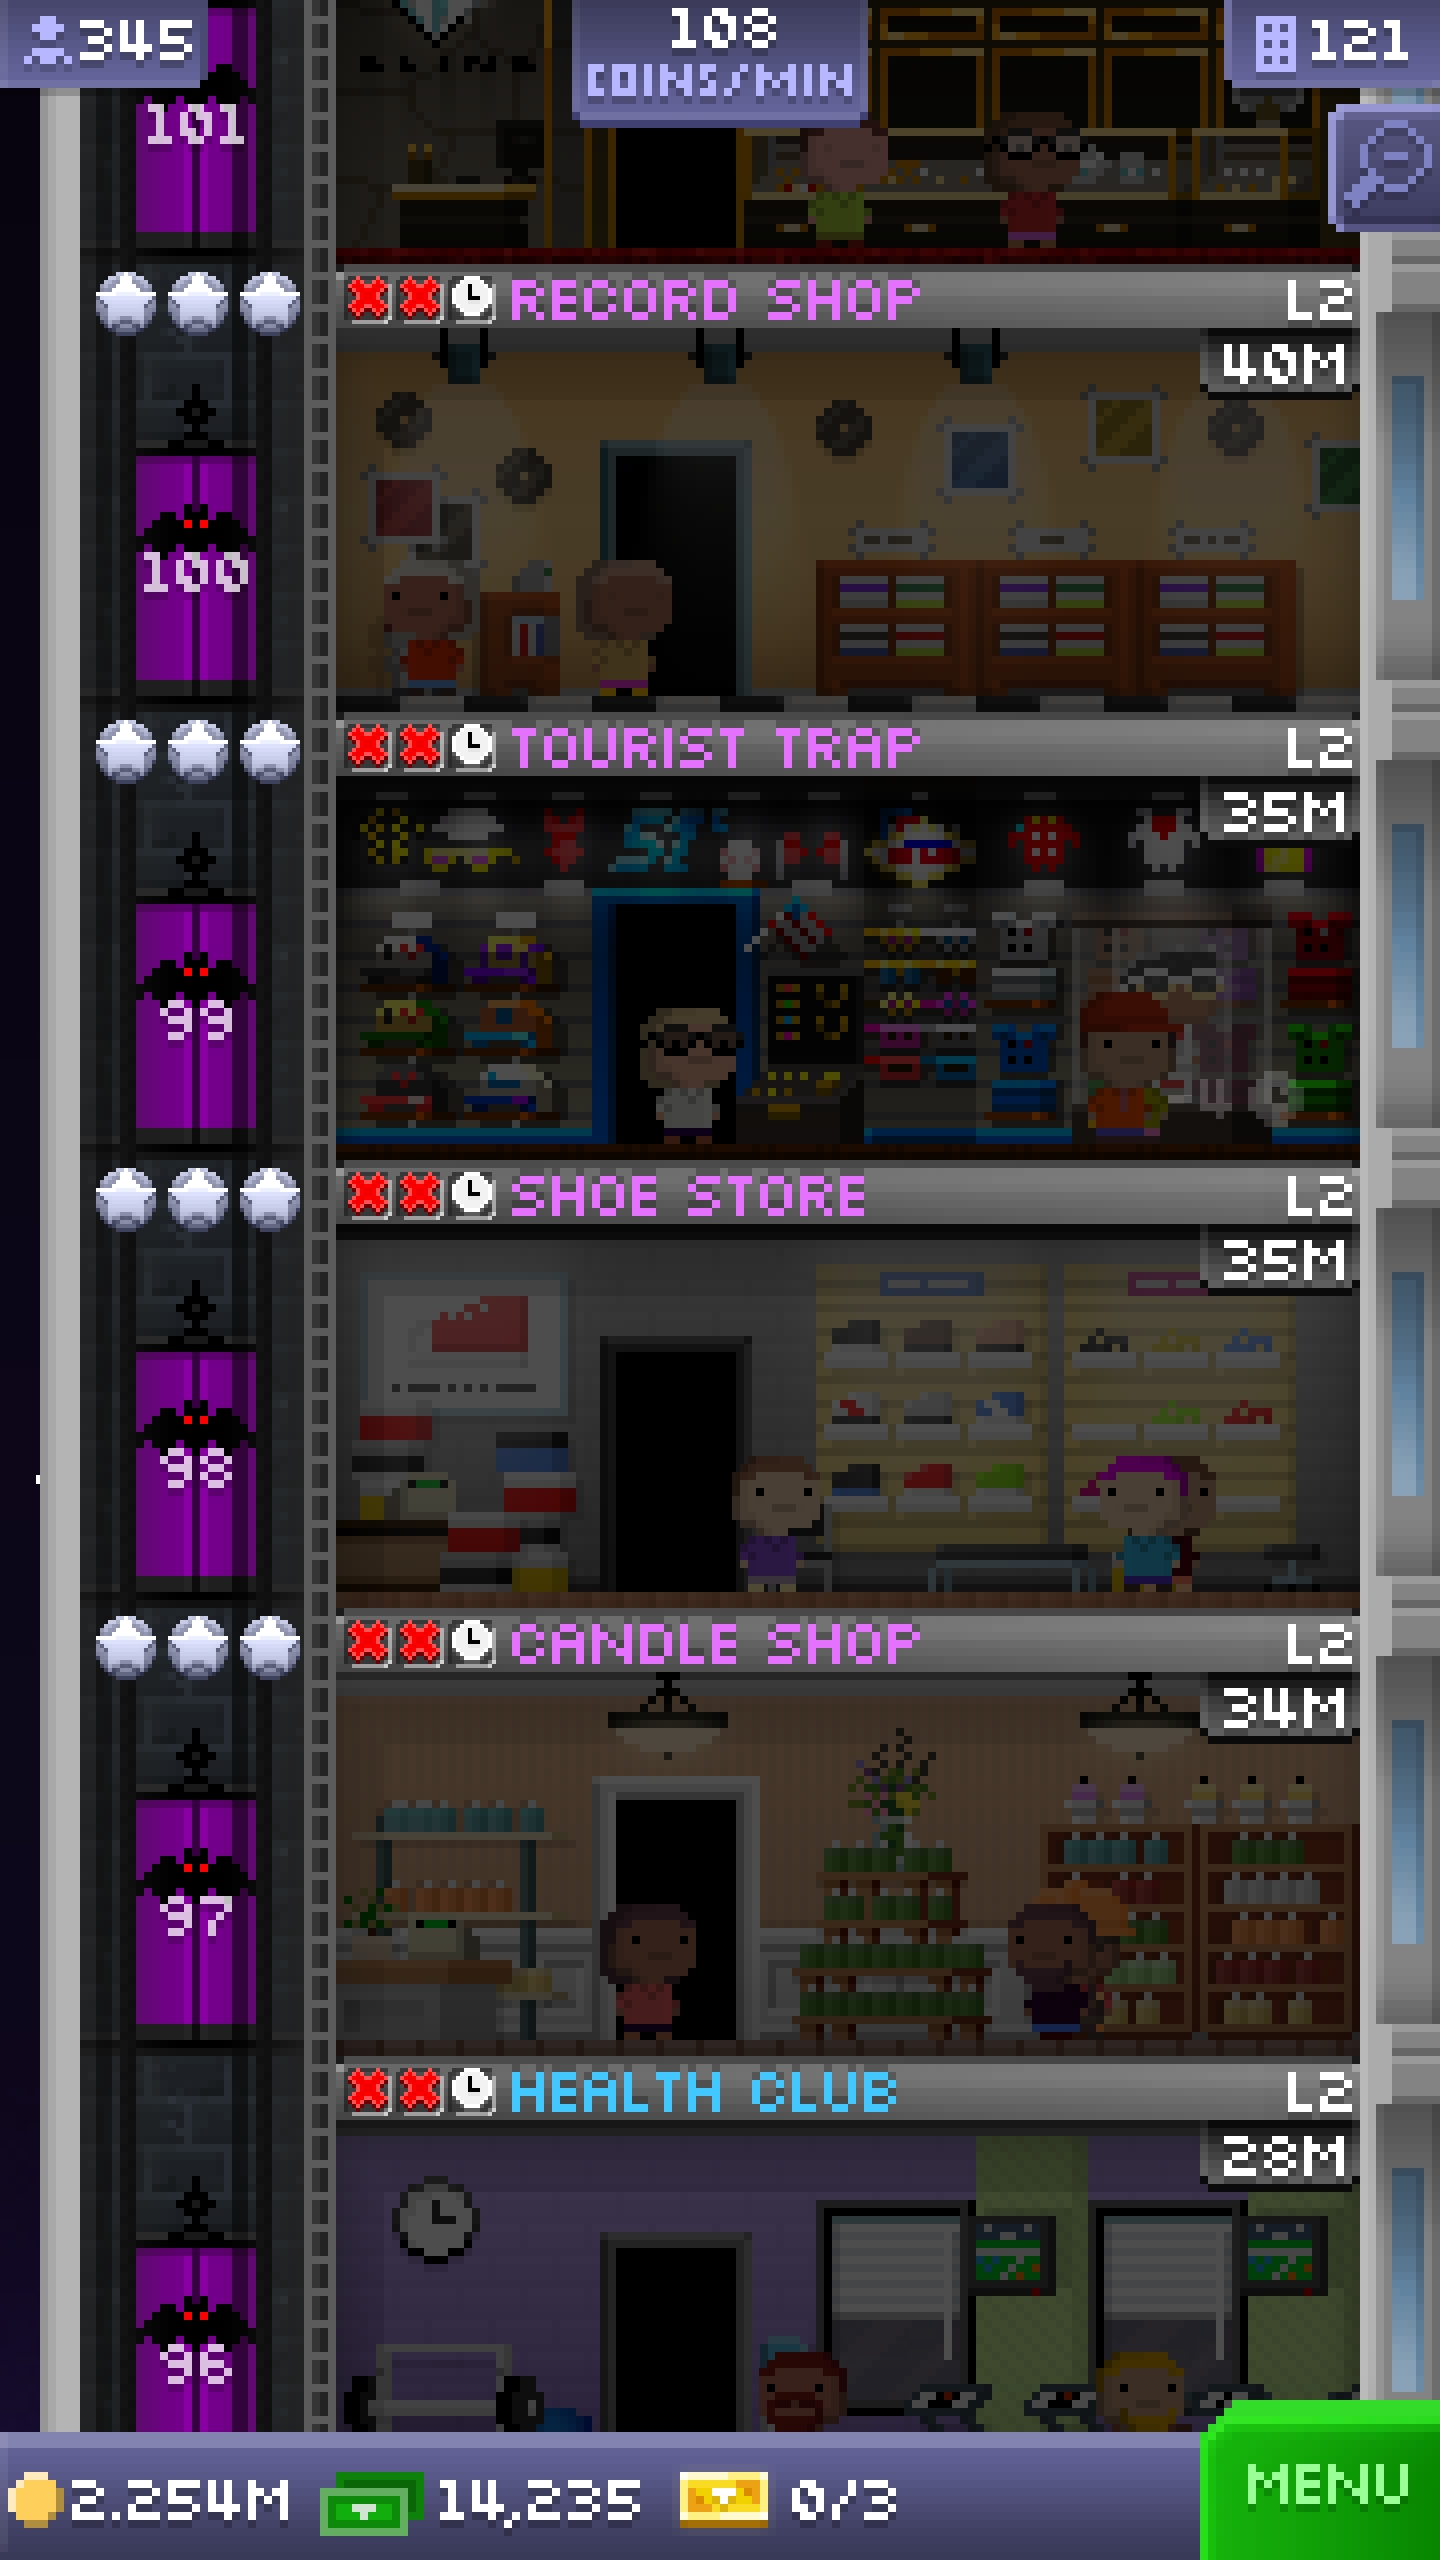 345
108
COINS/MIN
121
101
RECORD SHOP L2
40M
100
TOURIST TRAP L2
35M
99
SHOE STORE L2
35M
98
CANDLE SHOP L2
34M
97
HEALTH CLUB L2
28M
96
2.254M 14,235 0/3 MENU